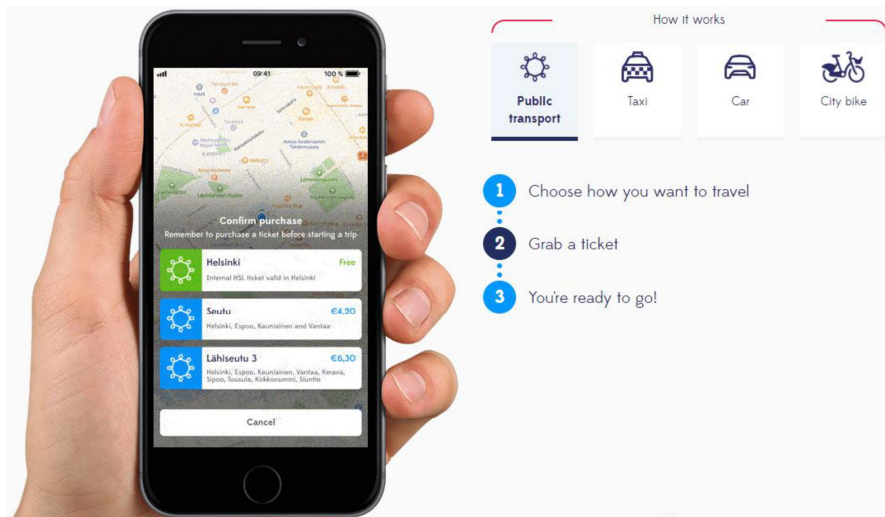 09:41
100 %
Confirm purchase
Remember to purchase a ticket before starting a trip
Helsinki
Free
Internal HSL ticket valid in Helsinki
Seutu
€4,20
Helsinki, Espoo, Kauniainen and Vantaa
Lähiseutu 3
€6,30
Helsinki, Espoo, Kauniainen, Vantaa, Kerava,
Sipoo, Tuusula, Kirkkonummi, Siuntio
Cancel
How it works
Public
transport
Taxi
Car
City bike
1 Choose how you want to travel
2 Grab a ticket
3 You're ready to go!